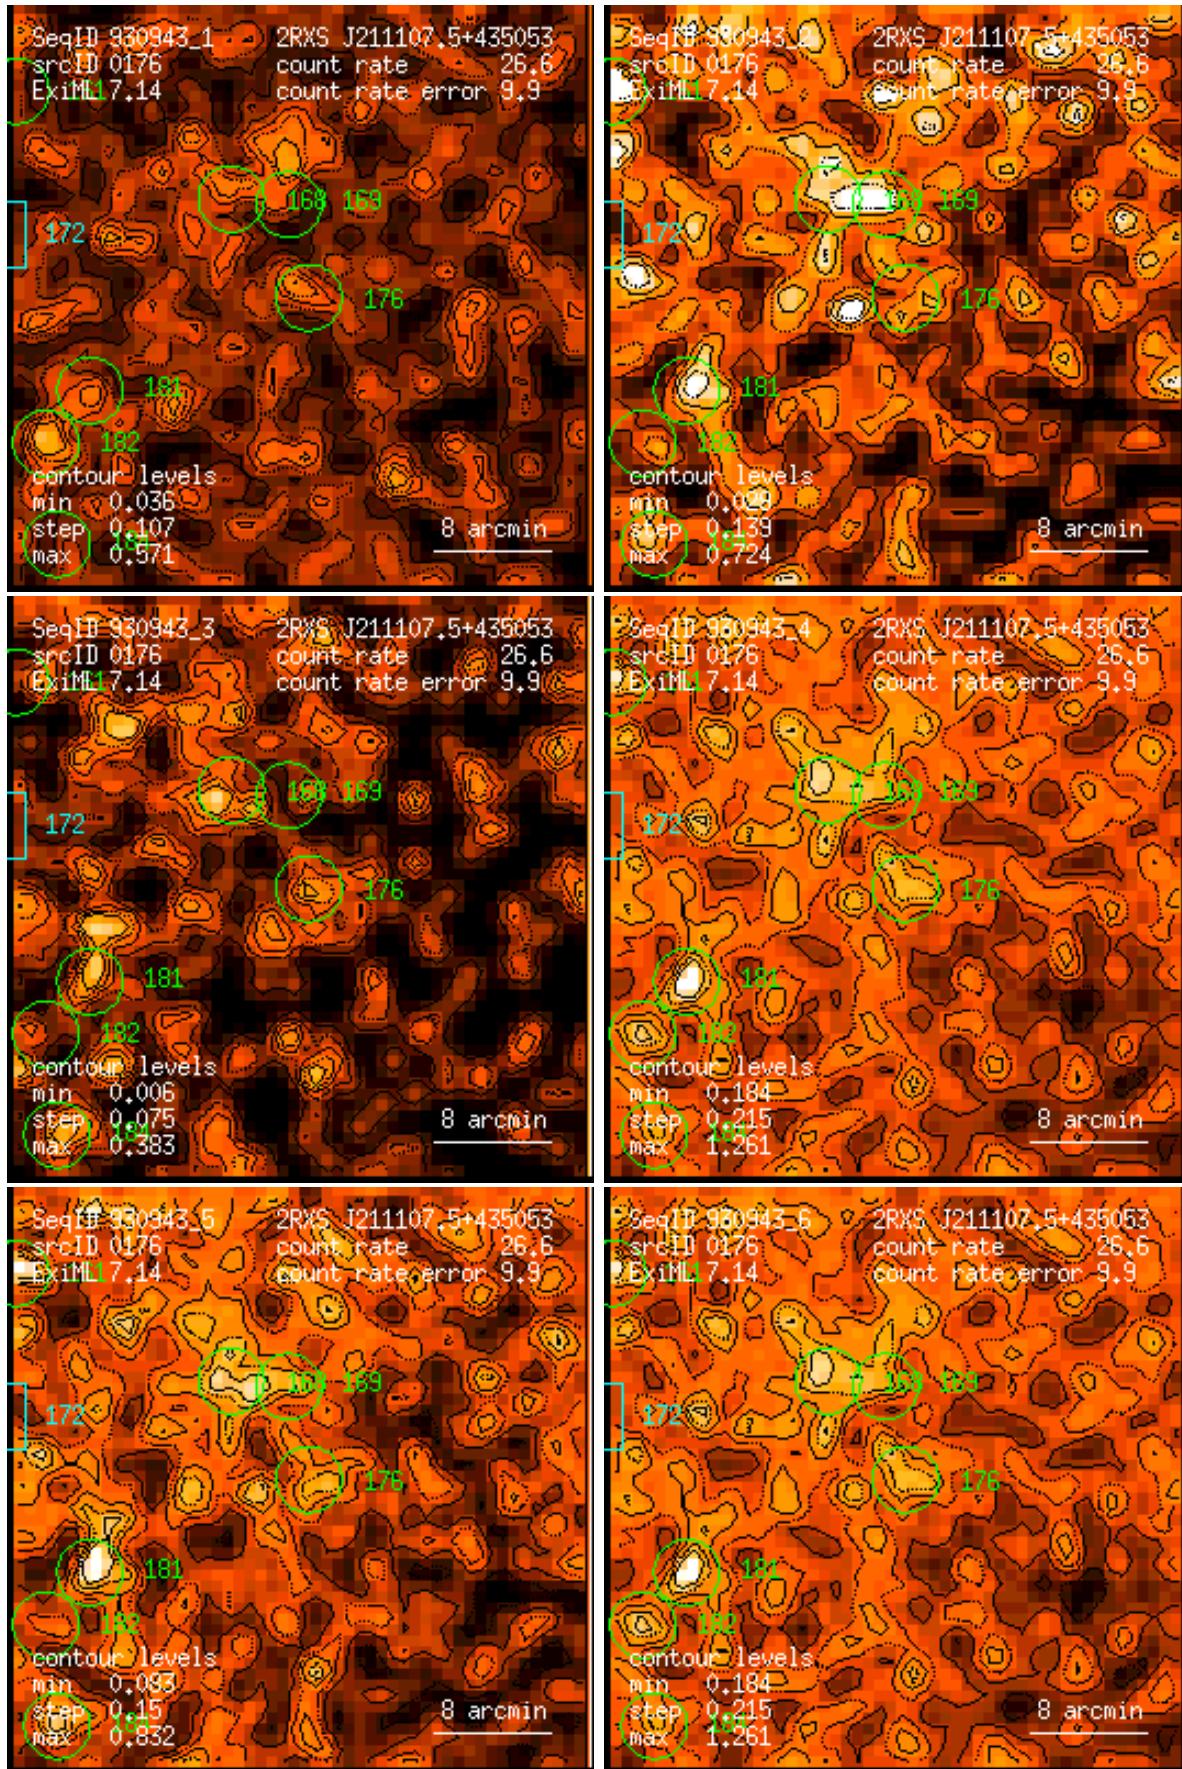 SeqID 930943_1 2RXS J211107.5+435053
srcID 0176 count rate 26.6
ExiML 7.14 count rate error 9.9
168 169
172
176
181
182
contour levels
min 0.036
step 0.107
max 0.571
8 arcmin
SeqID 930943_2 2RXS J211107.5+435053
srcID 0176 count rate 26.6
ExiML 7.14 count rate error 9.9
168 169
172
176
181
182
contour levels
min 0.029
step 0.139
max 0.724
8 arcmin
SeqID 930943_3 2RXS J211107.5+435053
srcID 0176 count rate 26.6
ExiML 7.14 count rate error 9.9
168 169
172
176
181
182
contour levels
min 0.006
step 0.075
max 0.383
8 arcmin
SeqID 930943_4 2RXS J211107.5+435053
srcID 0176 count rate 26.6
ExiML 7.14 count rate error 9.9
168 169
172
176
181
182
contour levels
min 0.184
step 0.215
max 1.261
8 arcmin
SeqID 930943_5 2RXS J211107.5+435053
srcID 0176 count rate 26.6
ExiML 7.14 count rate error 9.9
168 169
172
176
181
182
contour levels
min 0.083
step 0.15
max 0.832
8 arcmin
SeqID 930943_6 2RXS J211107.5+435053
srcID 0176 count rate 26.6
ExiML 7.14 count rate error 9.9
168 169
172
176
181
182
contour levels
min 0.184
step 0.215
max 1.261
8 arcmin